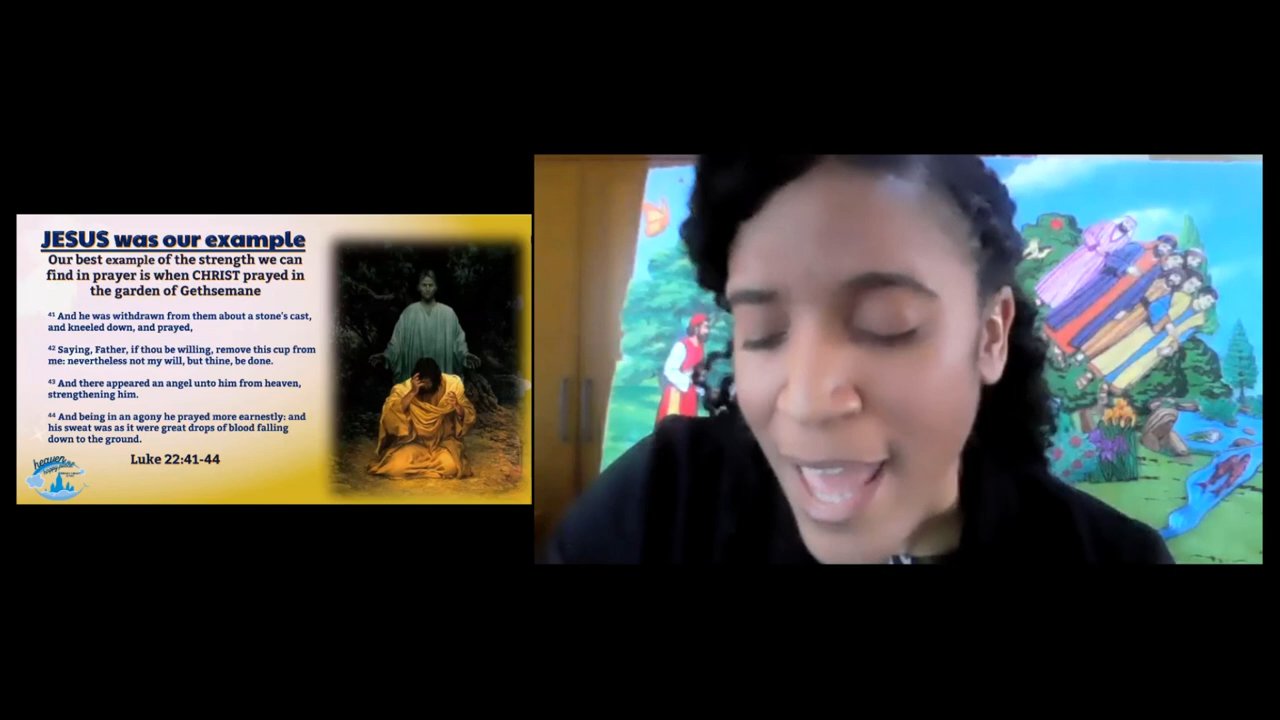 JESUS was our example
Our best example of the strength we can
find in prayer is when CHRIST prayed in
the garden of Gethsemane
41 And he was withdrawn from them about a stone's cast,
and kneeled down, and prayed,
42 Saying, Father, if thou be willing, remove this cup from
me: nevertheless not my will, but thine, be done.
43 And there appeared an angel unto him from heaven,
strengthening him.
44 And being in an agony he prayed more earnestly: and
his sweat was as it were great drops of blood falling
down to the ground.
Luke 22:41-44
heaven